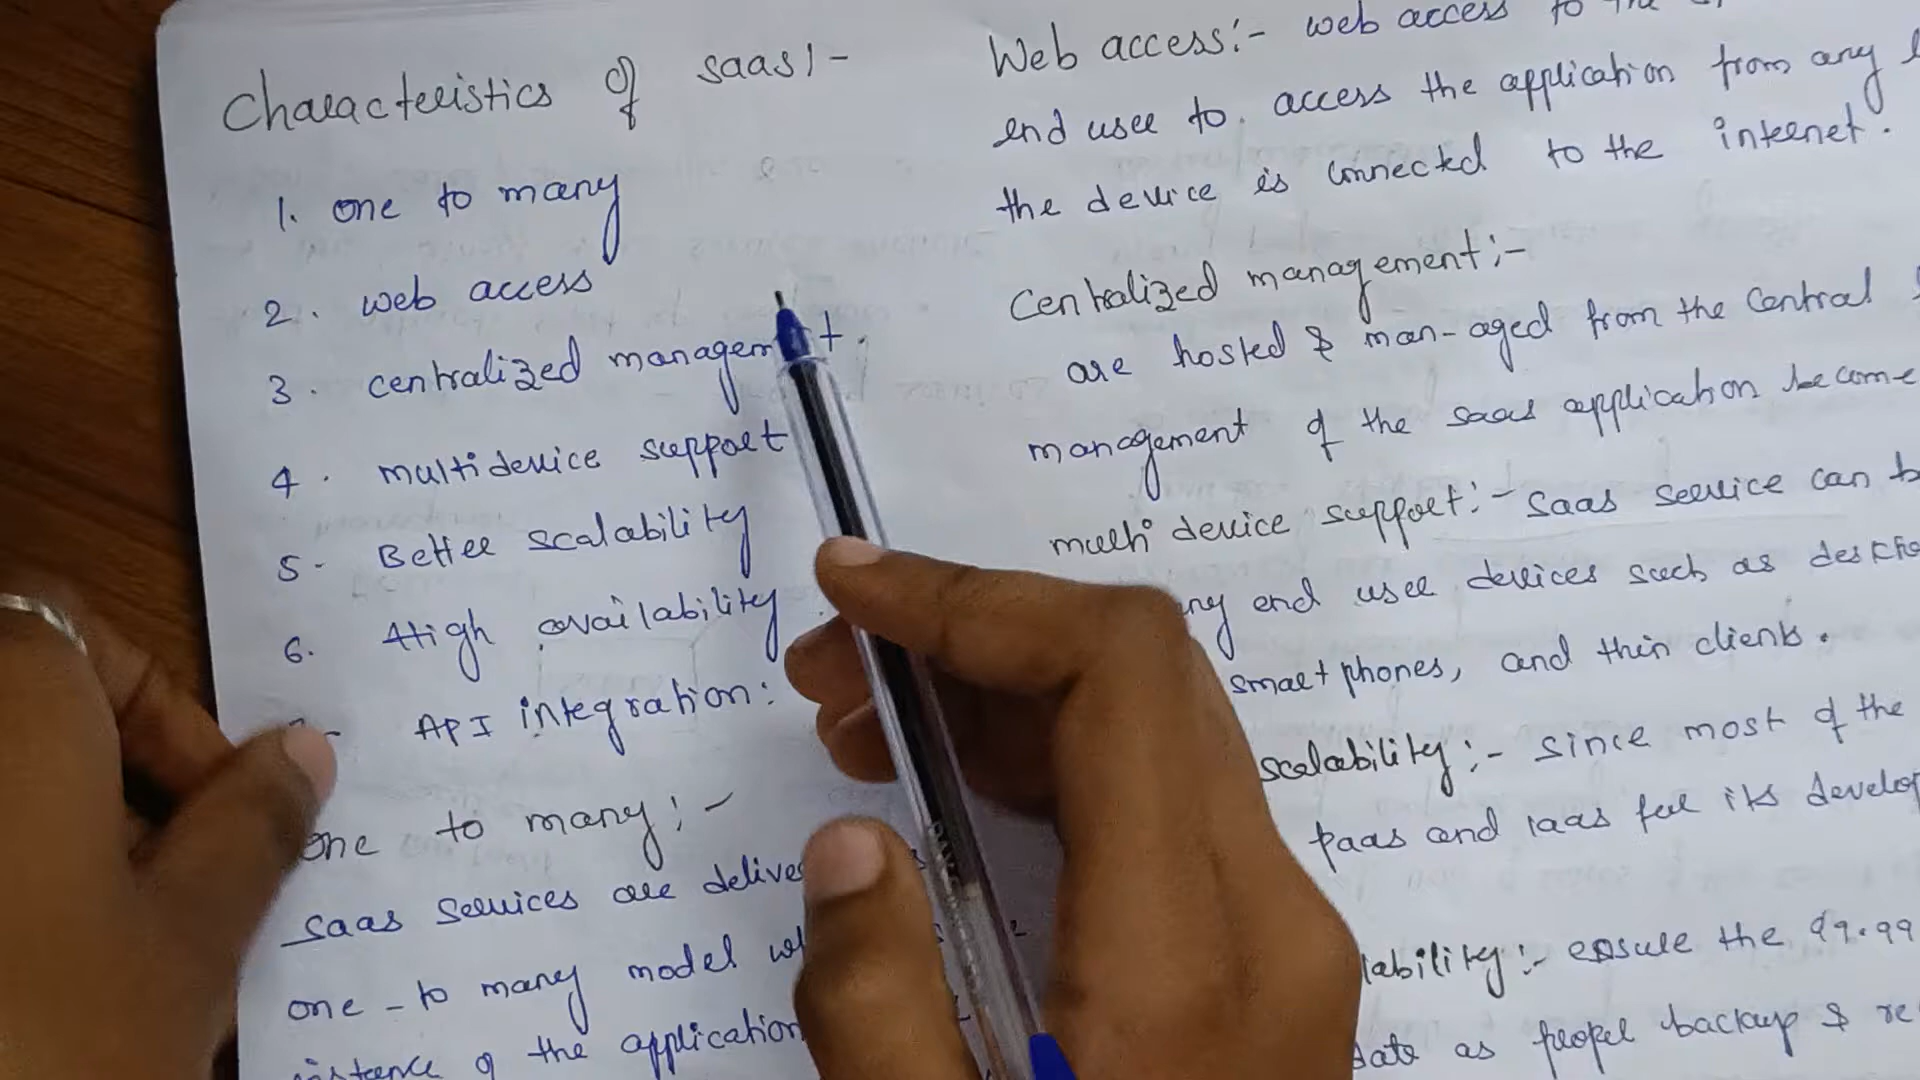 Characteristics of saas:-
1. one to many
2. web access
3. centralized management.
4. multidevice support
5- Better scalability
6. High availability
API integration:
One to many:-
saas services are
one-to many model
the application
Web access:- web access to the
end user to access the application from any
the device is connected to the internet.
Centralized management:-
are hosted & man-aged from the Central
management of the saas application become
multi device support:- saas service can
end user devices such as
smart phones, and thin clients.
scalability:- since most of the
paas and iaas for its
ensure the 99.99
as proper backup &